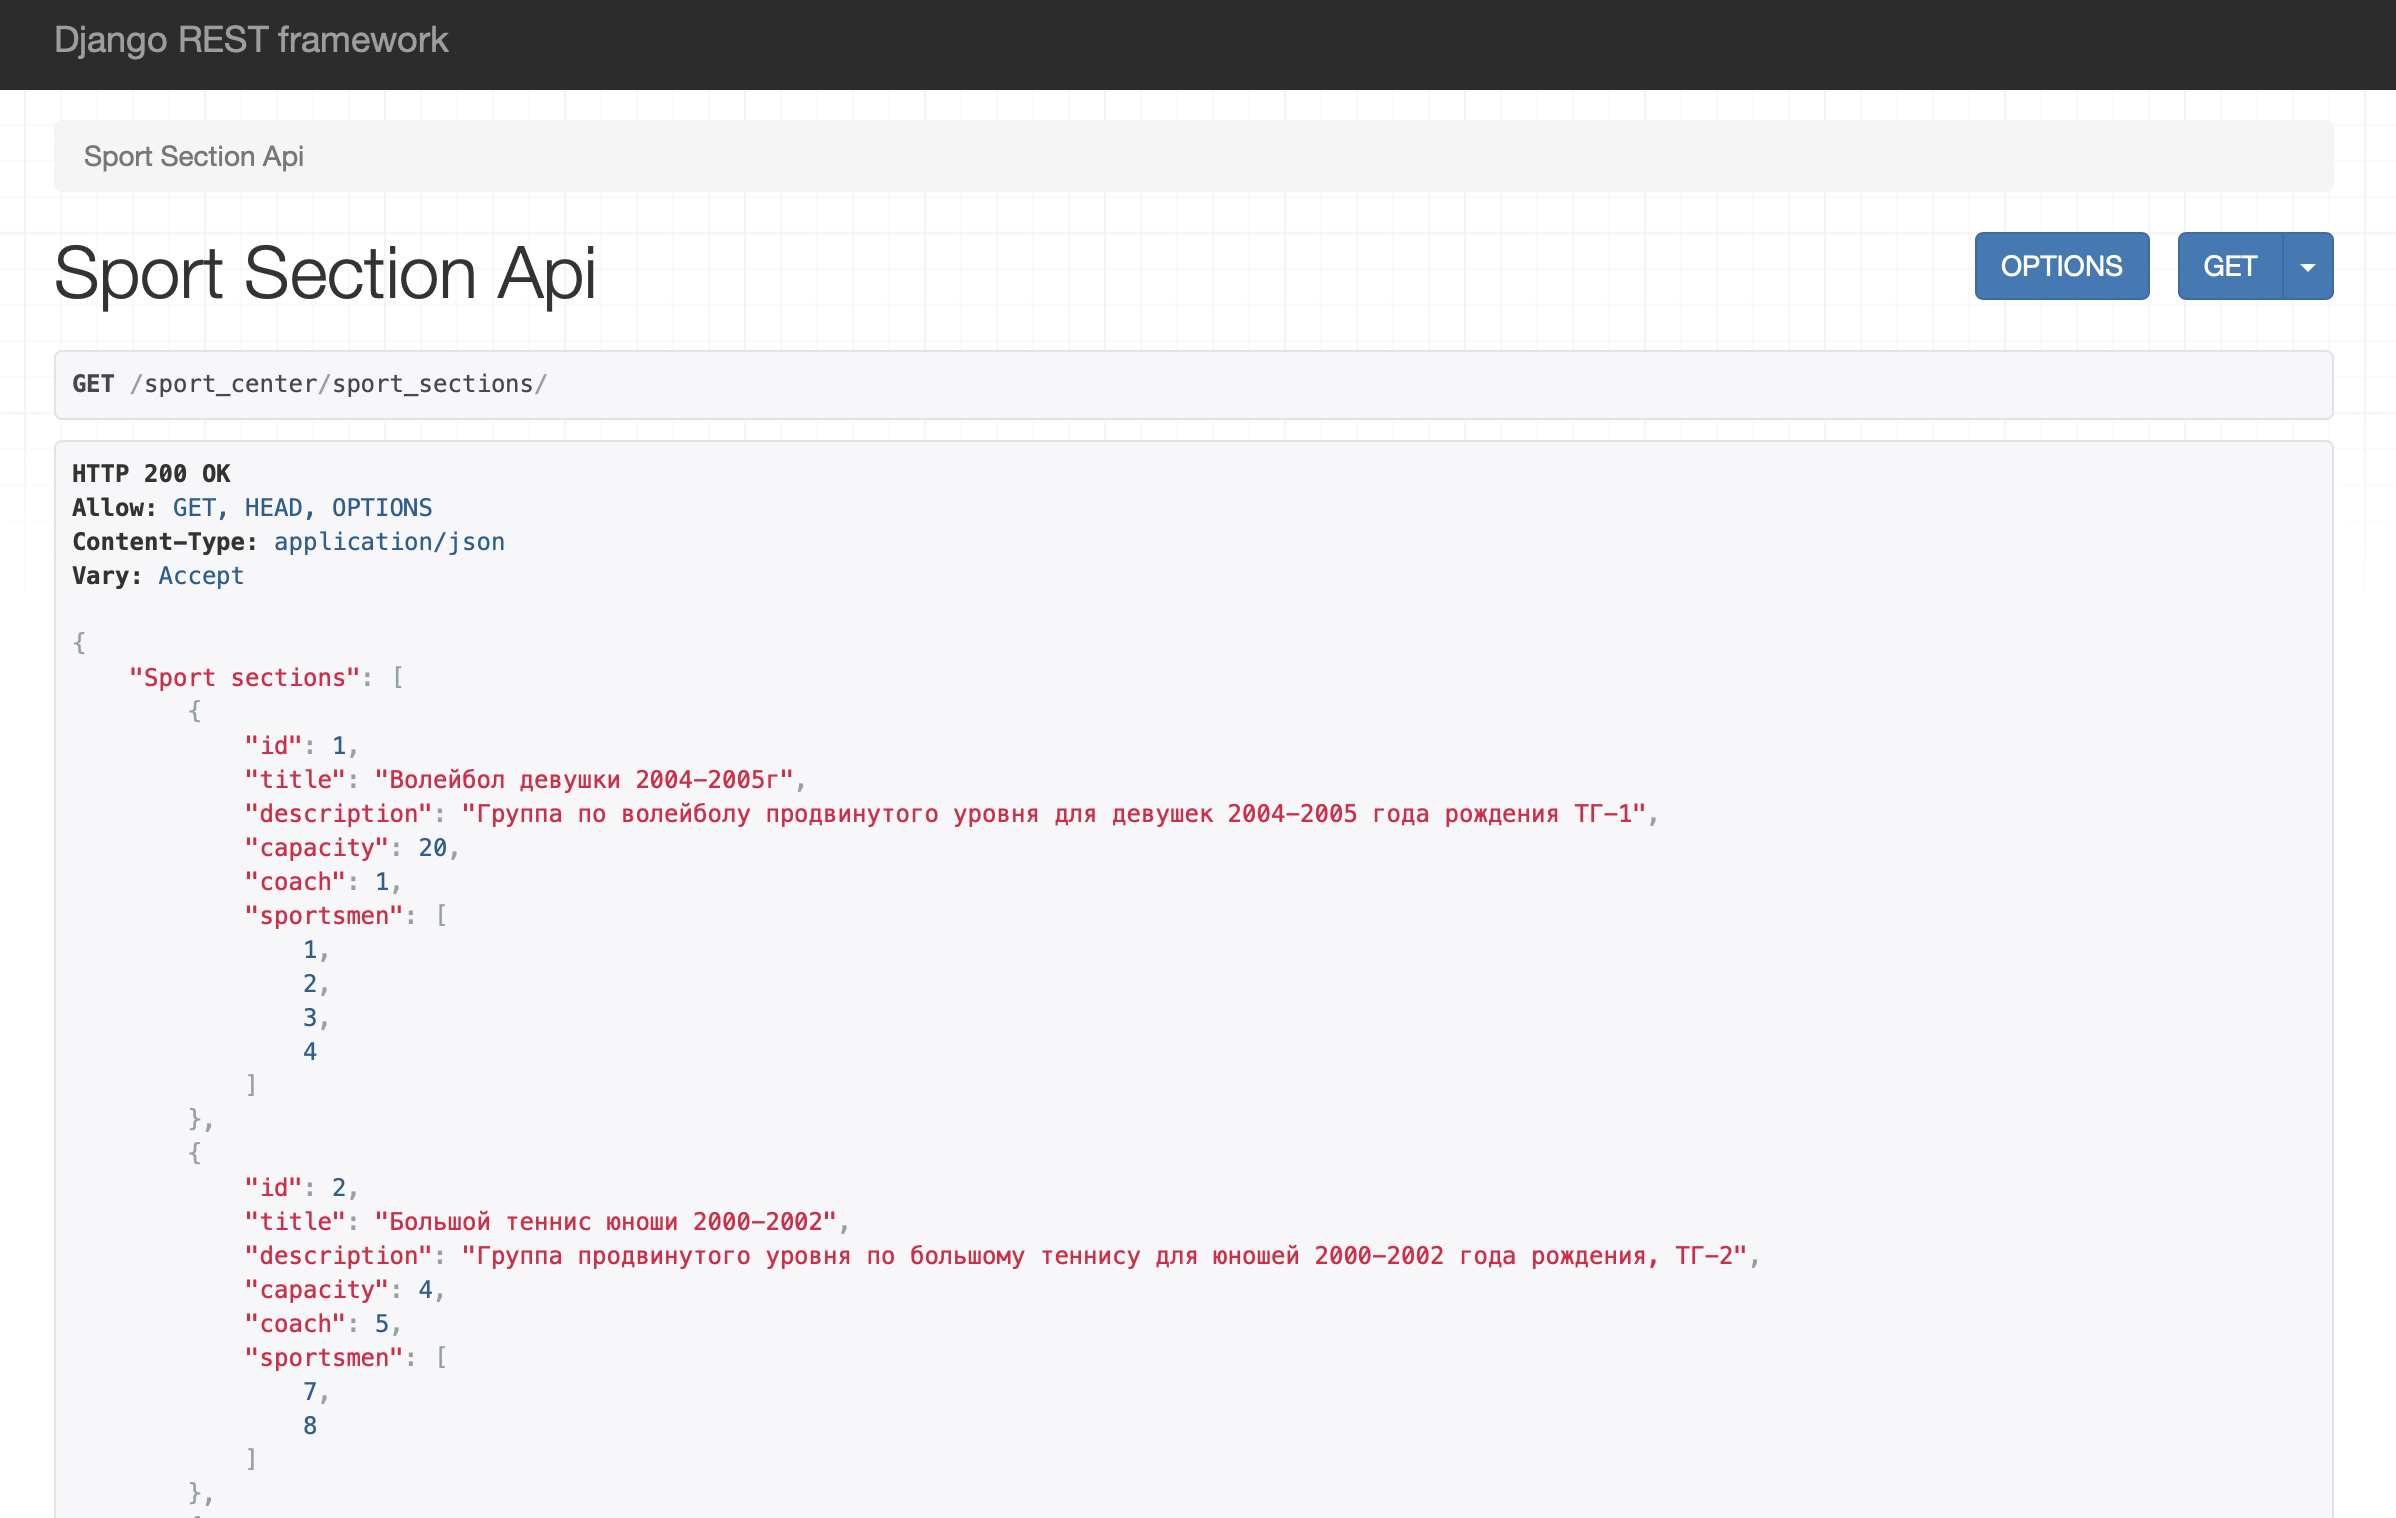 Django REST framework
Sport Section Api
Sport Section Api
OPTIONS
GET
GET /sport_center/sport_sections/
HTTP 200 OK
Allow: GET, HEAD, OPTIONS
Content-Type: application/json
Vary: Accept
{
    "Sport sections": [
        {
            "id": 1,
            "title": "Волейбол девушки 2004-2005г",
            "description": "Группа по волейболу продвинутого уровня для девушек 2004-2005 года рождения ТГ-1",
            "capacity": 20,
            "coach": 1,
            "sportsmen": [
                1,
                2,
                3,
                4
            ]
        },
        {
            "id": 2,
            "title": "Большой теннис юноши 2000-2002",
            "description": "Группа продвинутого уровня по большому теннису для юношей 2000-2002 года рождения, ТГ-2",
            "capacity": 4,
            "coach": 5,
            "sportsmen": [
                7,
                8
            ]
        },